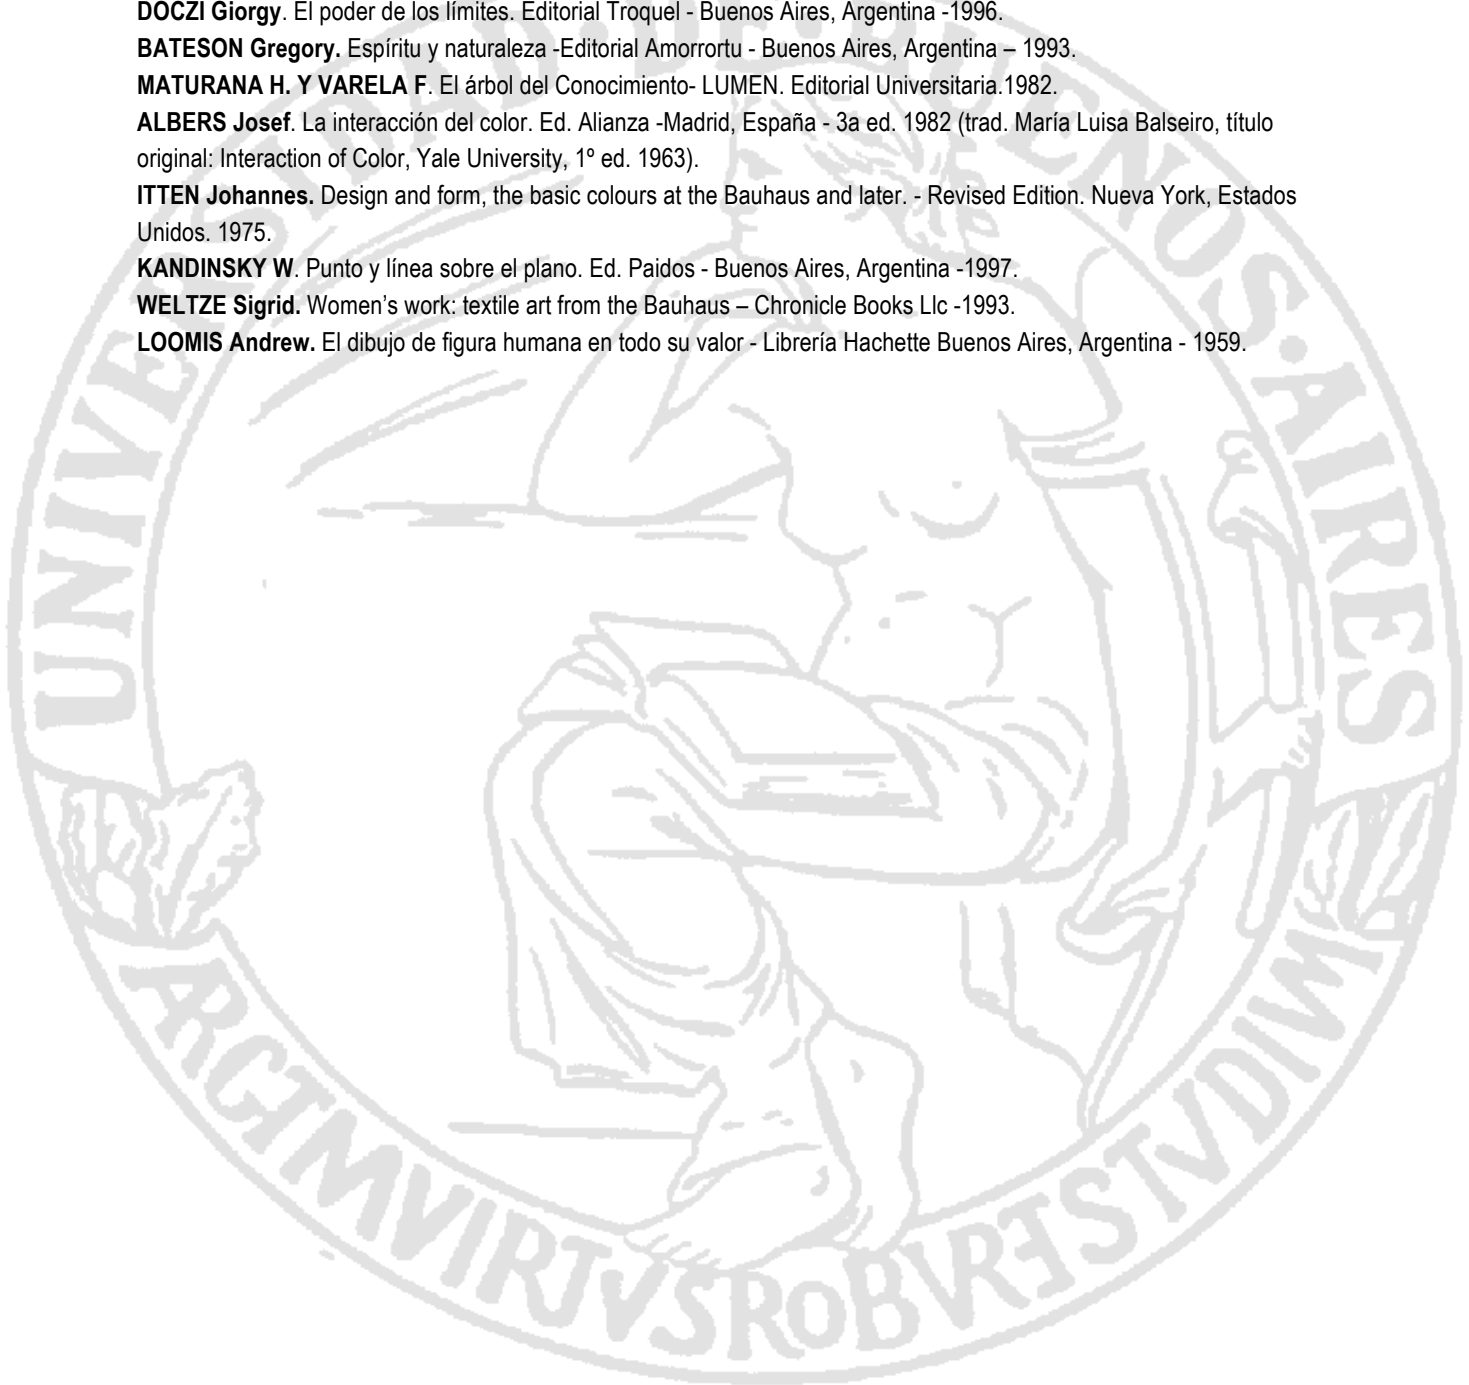 DOCZI Giorgy. El poder de los límites. Editorial Troquel - Buenos Aires, Argentina -1996.
BATESON Gregory. Espíritu y naturaleza -Editorial Amorrortu - Buenos Aires, Argentina – 1993.
MATURANA H. Y VARELA F. El árbol del Conocimiento- LUMEN. Editorial Universitaria.1982.
ALBERS Josef. La interacción del color. Ed. Alianza -Madrid, España - 3a ed. 1982 (trad. María Luisa Balseiro, título
original: Interaction of Color, Yale University, 1º ed. 1963).
ITTEN Johannes. Design and form, the basic colours at the Bauhaus and later. - Revised Edition. Nueva York, Estados
Unidos. 1975.
KANDINSKY W. Punto y línea sobre el plano. Ed. Paidos - Buenos Aires, Argentina -1997.
WELTZE Sigrid. Women’s work: textile art from the Bauhaus – Chronicle Books Llc -1993.
LOOMIS Andrew. El dibujo de figura humana en todo su valor - Librería Hachette Buenos Aires, Argentina - 1959.
UNIVERSIDAD·DE·BUENOS·AIRES
ARGTMVIRTVSROBVRETSTVDIVM